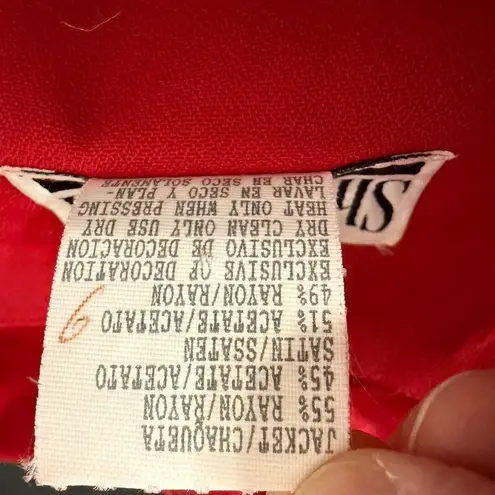 JACKET/CHAQUETA
55% RAYON/RAYON
45% ACETATE/ACETATO
SATIN/SSATEN
51% ACETATE/ACETATO
49% RAYON/RAYON
EXCLUSIVE OF DECORATION
EXCLUSIVO DE DECORACION
DRY CLEAN ONLY USE DRY
HEAT ONLY WHEN PRESSING
LAVAR EN SECO Y PLAN-
CHAR EN SECO SOLAMENTE
Sh